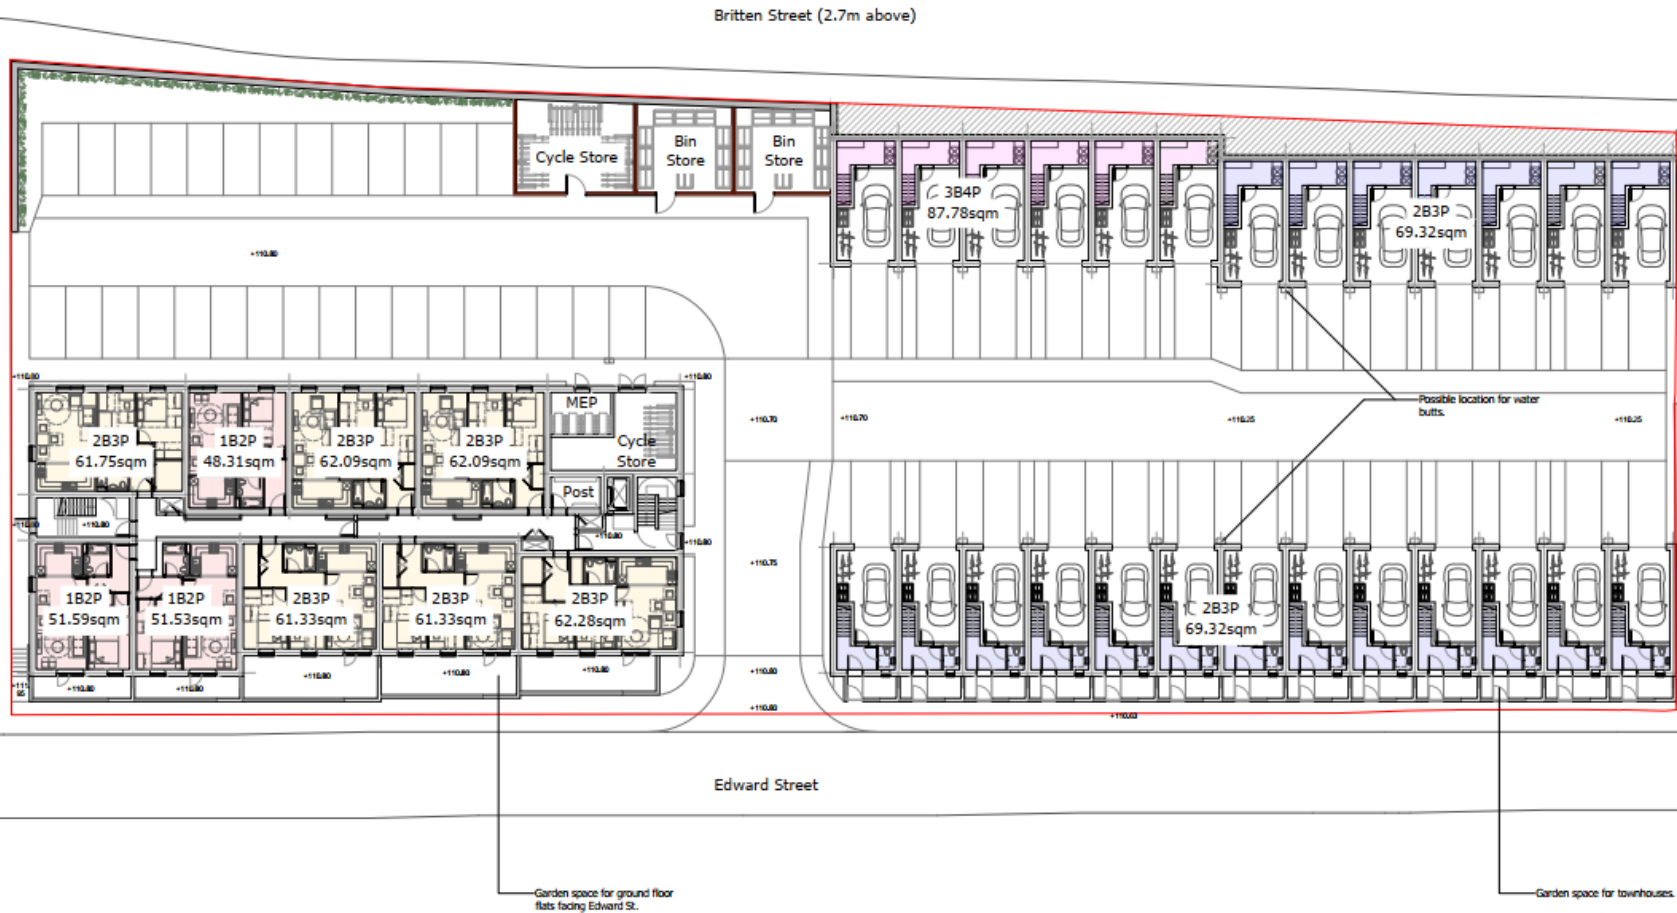 Britten Street (2.7m above)
Cycle Store
Bin
Store
Bin
Store
3B4P
87.78sqm
2B3P
69.32sqm
+110.80
+110.80
MEP
Cycle
Store
Post
2B3P
61.75sqm
1B2P
48.31sqm
2B3P
62.09sqm
2B3P
62.09sqm
+110.70
+110.70
+110.25
+110.25
Possible location for water
butts.
+110.80
+110.80
+110.80
+110.75
1B2P
51.59sqm
1B2P
51.53sqm
2B3P
61.33sqm
2B3P
61.33sqm
2B3P
62.28sqm
2B3P
69.32sqm
+110.80
+110.80
+110.80
+110.80
+110.80
+110.80
+110.80
Edward Street
Garden space for ground floor
flats facing Edward St.
Garden space for townhouses.